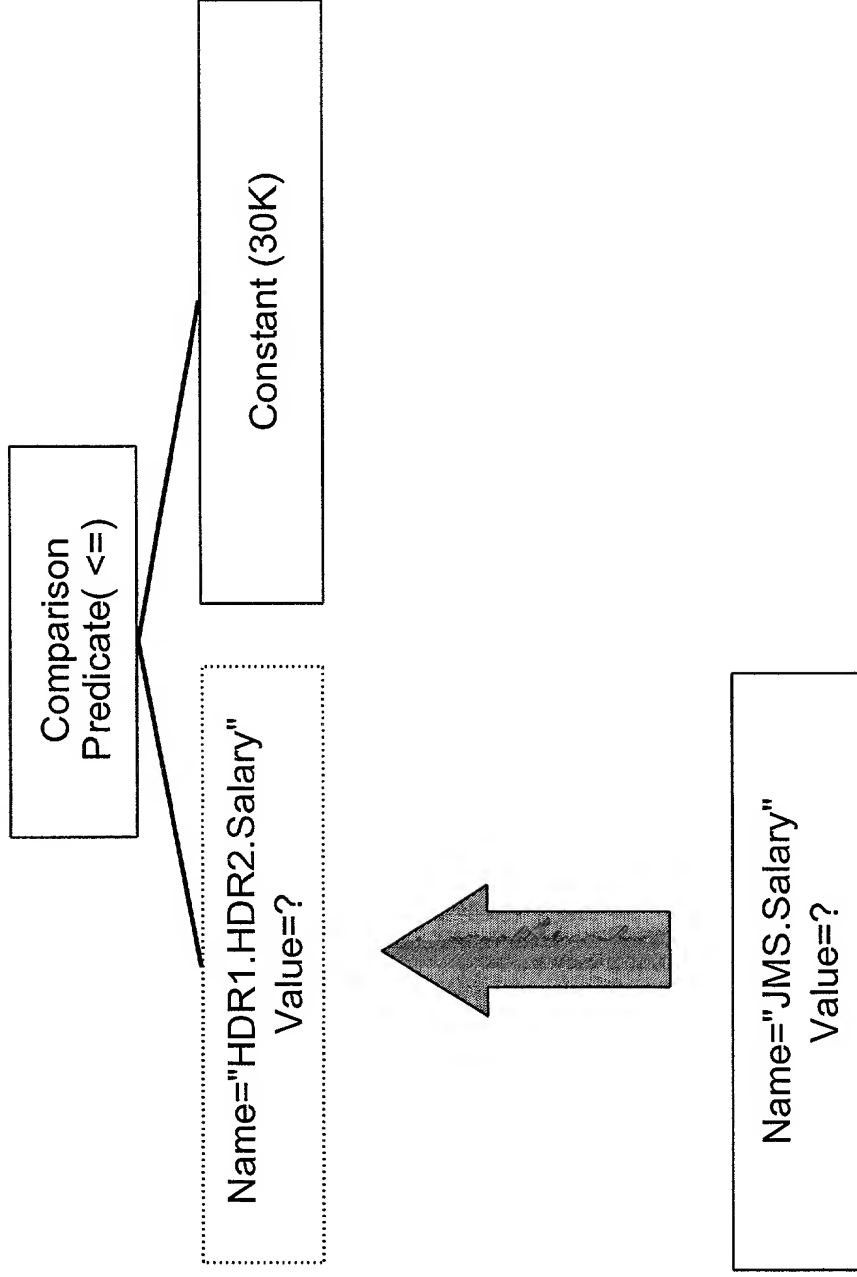 Comparison
Predicate( <=)
Name="HDR1.HDR2.Salary"
Value=?
Constant (30K)
Name="JMS.Salary"
Value=?